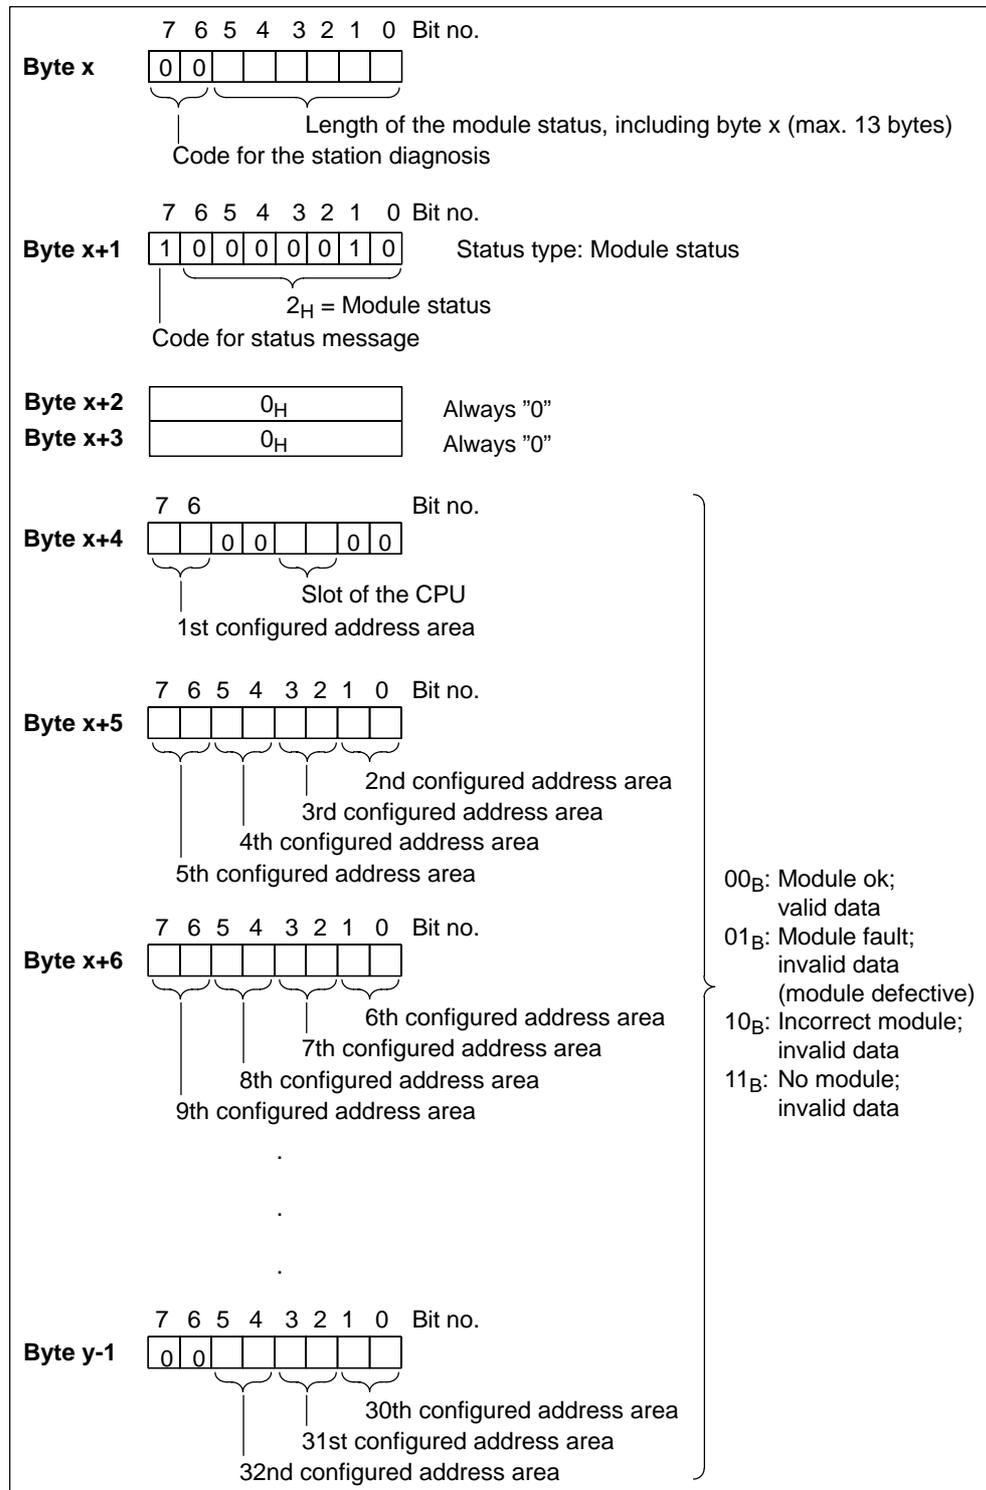 7 6 5 4 3 2 1 0 Bit no.
Byte x 0 0
Length of the module status, including byte x (max. 13 bytes)
Code for the station diagnosis
7 6 5 4 3 2 1 0 Bit no.
Byte x+1 1 0 0 0 0 0 1 0 Status type: Module status
2H = Module status
Code for status message
Byte x+2 0H Always ”0”
Byte x+3 0H Always ”0”
7 6 Bit no.
Byte x+4 0 0 0 0
Slot of the CPU
1st configured address area
7 6 5 4 3 2 1 0 Bit no.
Byte x+5
2nd configured address area
3rd configured address area
4th configured address area
5th configured address area
00B: Module ok;
valid data
01B: Module fault;
invalid data
(module defective)
10B: Incorrect module;
invalid data
11B: No module;
invalid data
7 6 5 4 3 2 1 0 Bit no.
Byte x+6
6th configured address area
7th configured address area
8th configured address area
9th configured address area
.
.
.
7 6 5 4 3 2 1 0 Bit no.
Byte y-1 0 0
30th configured address area
31st configured address area
32nd configured address area